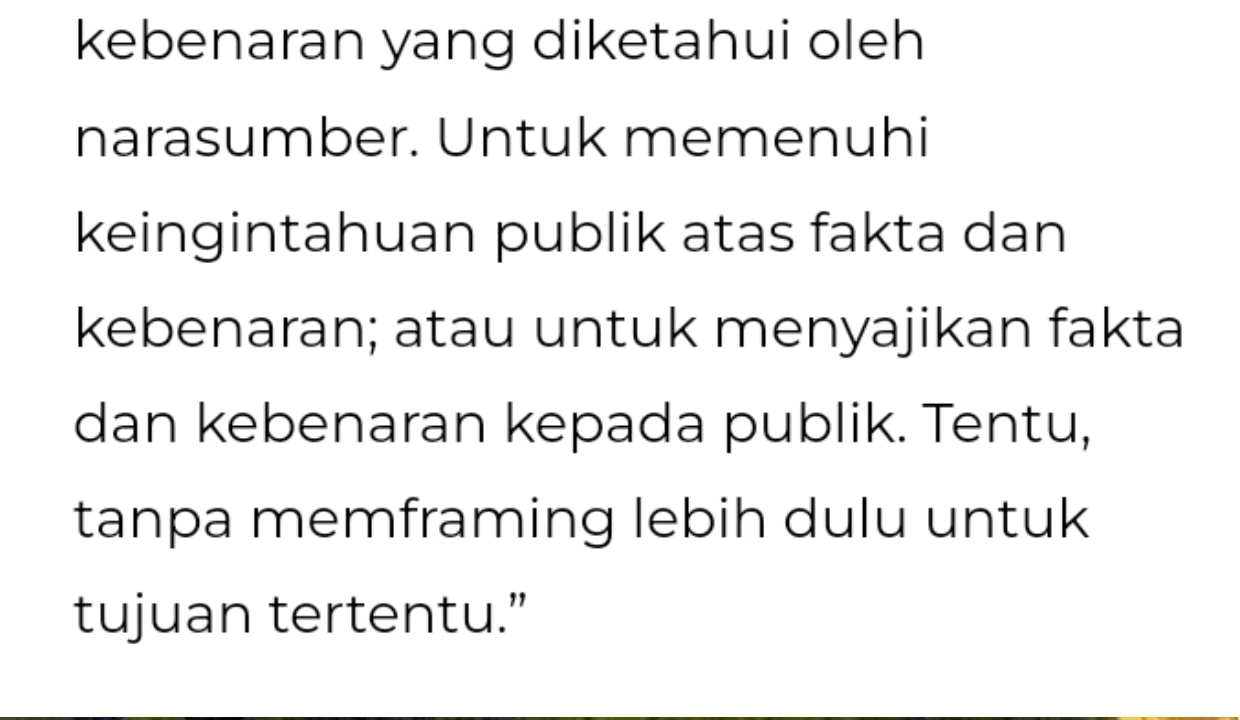 kebenaran yang diketahui oleh
narasumber. Untuk memenuhi
keingintahuan publik atas fakta dan
kebenaran; atau untuk menyajikan fakta
dan kebenaran kepada publik. Tentu,
tanpa memframing lebih dulu untuk
tujuan tertentu.”